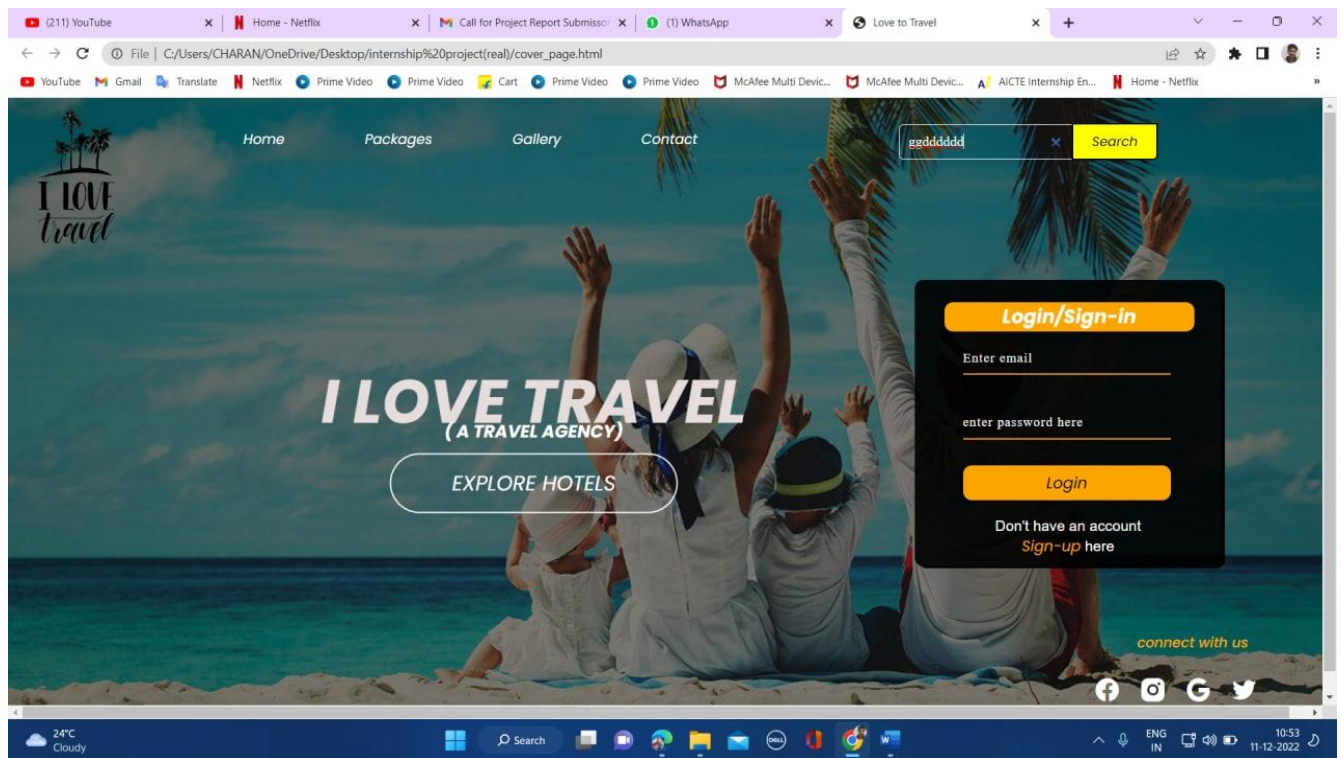 (211) YouTube
Home - Netflix
Call for Project Report Submissor
(1) WhatsApp
Love to Travel
File | C:/Users/CHARAN/OneDrive/Desktop/internship%20project(real)/cover_page.html
YouTube Gmail Translate Netflix Prime Video Prime Video Cart Prime Video Prime Video McAfee Multi Devic... McAfee Multi Devic... AICTE Internship En... Home - Netflix »
I LOVE
travel
Home Packages Gallery Contact
ggdddddd
Search
I LOVE TRAVEL
( A TRAVEL AGENCY)
EXPLORE HOTELS
Login/Sign-in
Enter email
enter password here
Login
Don't have an account
Sign-up here
connect with us
24°C
Cloudy
Search
DELL
ENG
IN
10:53
11-12-2022